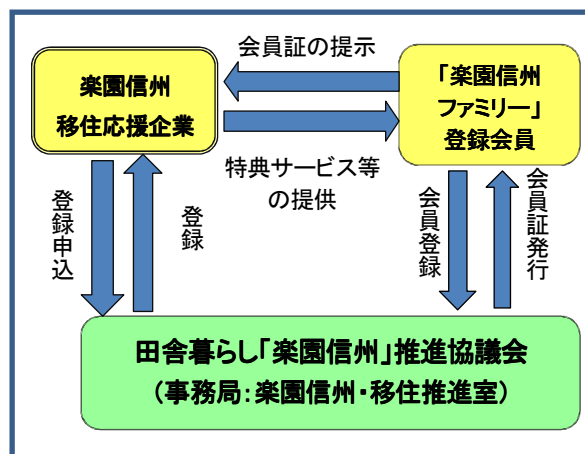 会員証の提示
楽園信州
移住応援企業
「楽園信州
ファミリー」
登録会員
特典サービス等
の提供
登録申込
登録
会員登録
会員証発行
田舎暮らし「楽園信州」推進協議会
（事務局：楽園信州・移住推進室）